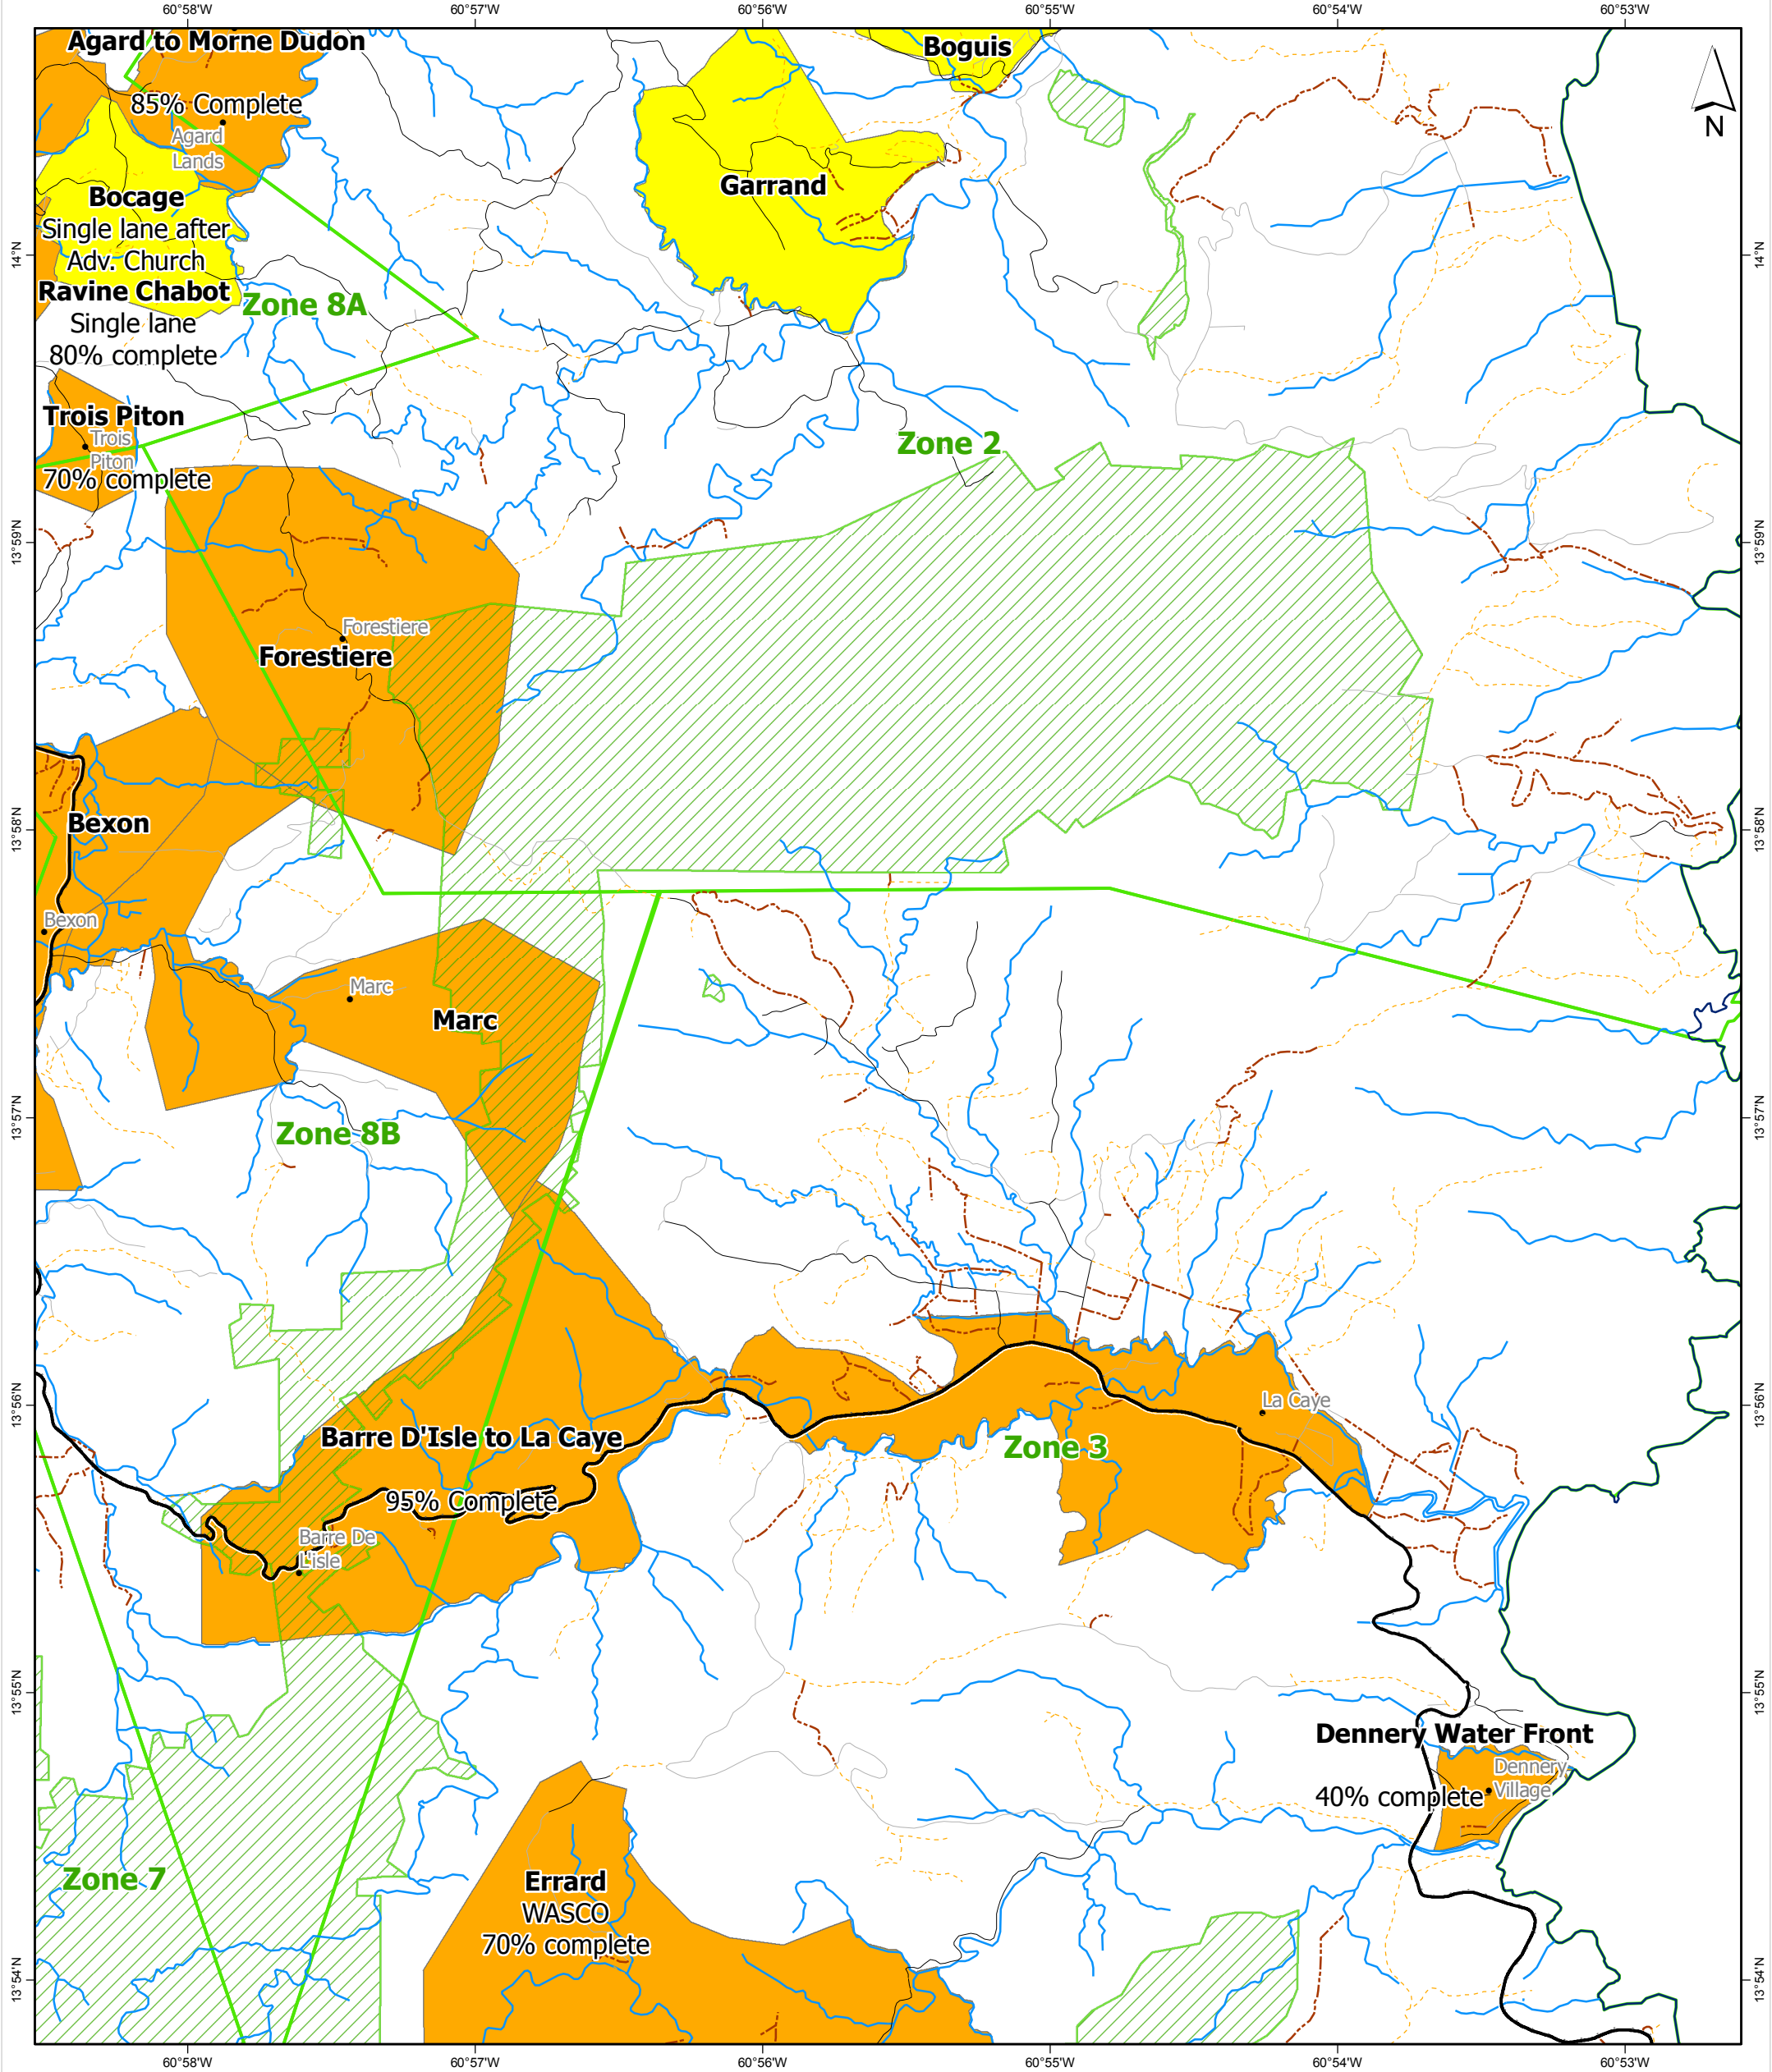 60°58'W 60°57'W 60°56'W 60°55'W 60°54'W 60°53'W
Agard to Morne Dudon
Boguis
85% Complete
Agard
Lands
N
Bocage
Single lane after
Adv. Church
Garrand
14°N
14°N
Ravine Chabot
Single lane
80% complete
Zone 8A
Trois Piton
Trois
Piton
70% complete
Zone 2
13°59'N
13°59'N
Forestiere
Forestiere
Bexon
13°58'N
13°58'N
Bexon
Marc
Marc
13°57'N
13°57'N
Zone 8B
13°56'N
13°56'N
La Caye
Barre D'Isle to La Caye
Zone 3
95% Complete
Barre De
L'isle
13°55'N
13°55'N
Dennery Water Front
Dennery
Village
40% complete
Zone 7
Errard
WASCO
70% complete
13°54'N
13°54'N
60°58'W 60°57'W 60°56'W 60°55'W 60°54'W 60°53'W